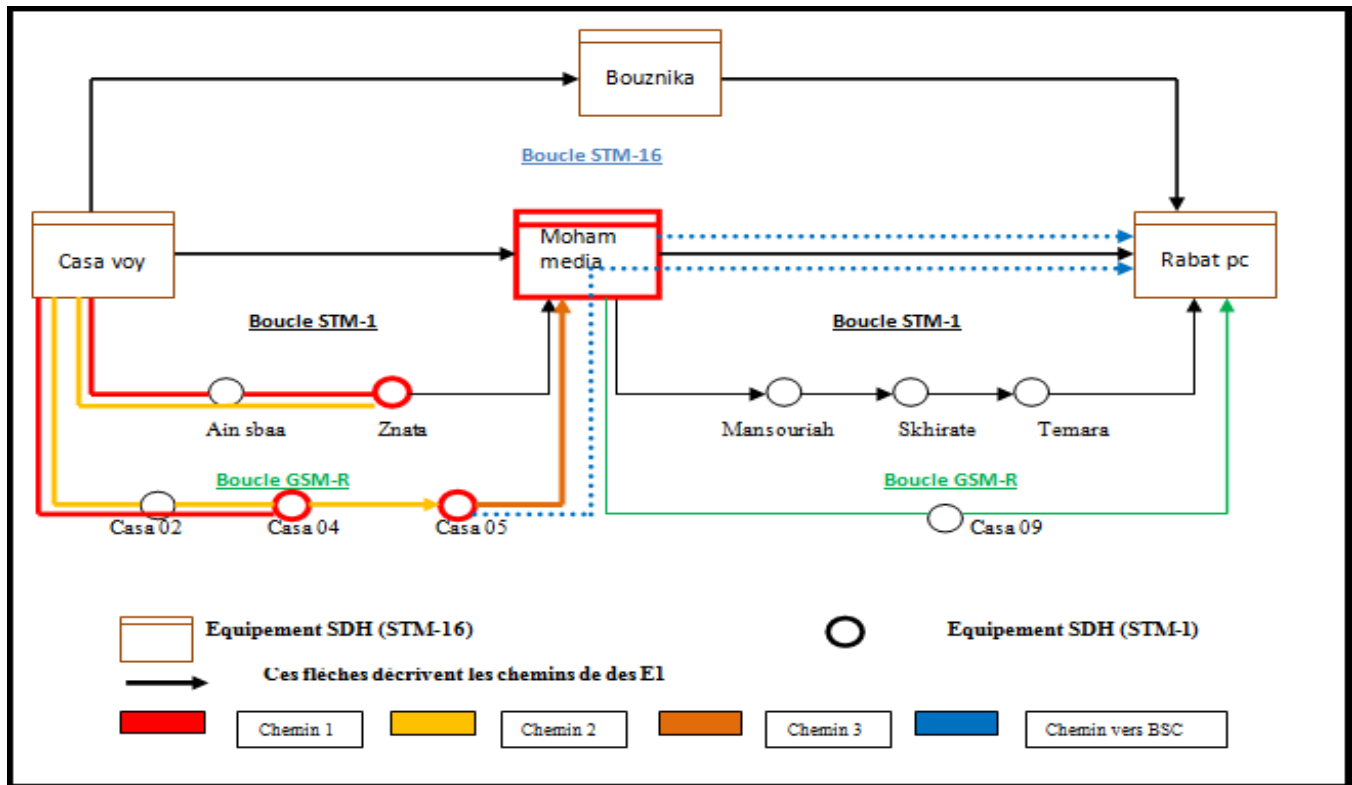 Bouznika
Boucle STM-16
Casa voy
Moham
media
Rabat pc
Boucle STM-1
Boucle STM-1
Ain sbaa
Znata
Mansouriah
Skhirate
Temara
Boucle GSM-R
Boucle GSM-R
Casa 02
Casa 04
Casa 05
Casa 09
Equipement SDH (STM-16)
Equipement SDH (STM-1)
Ces flèches décrivent les chemins de des E1
Chemin 1
Chemin 2
Chemin 3
Chemin vers BSC